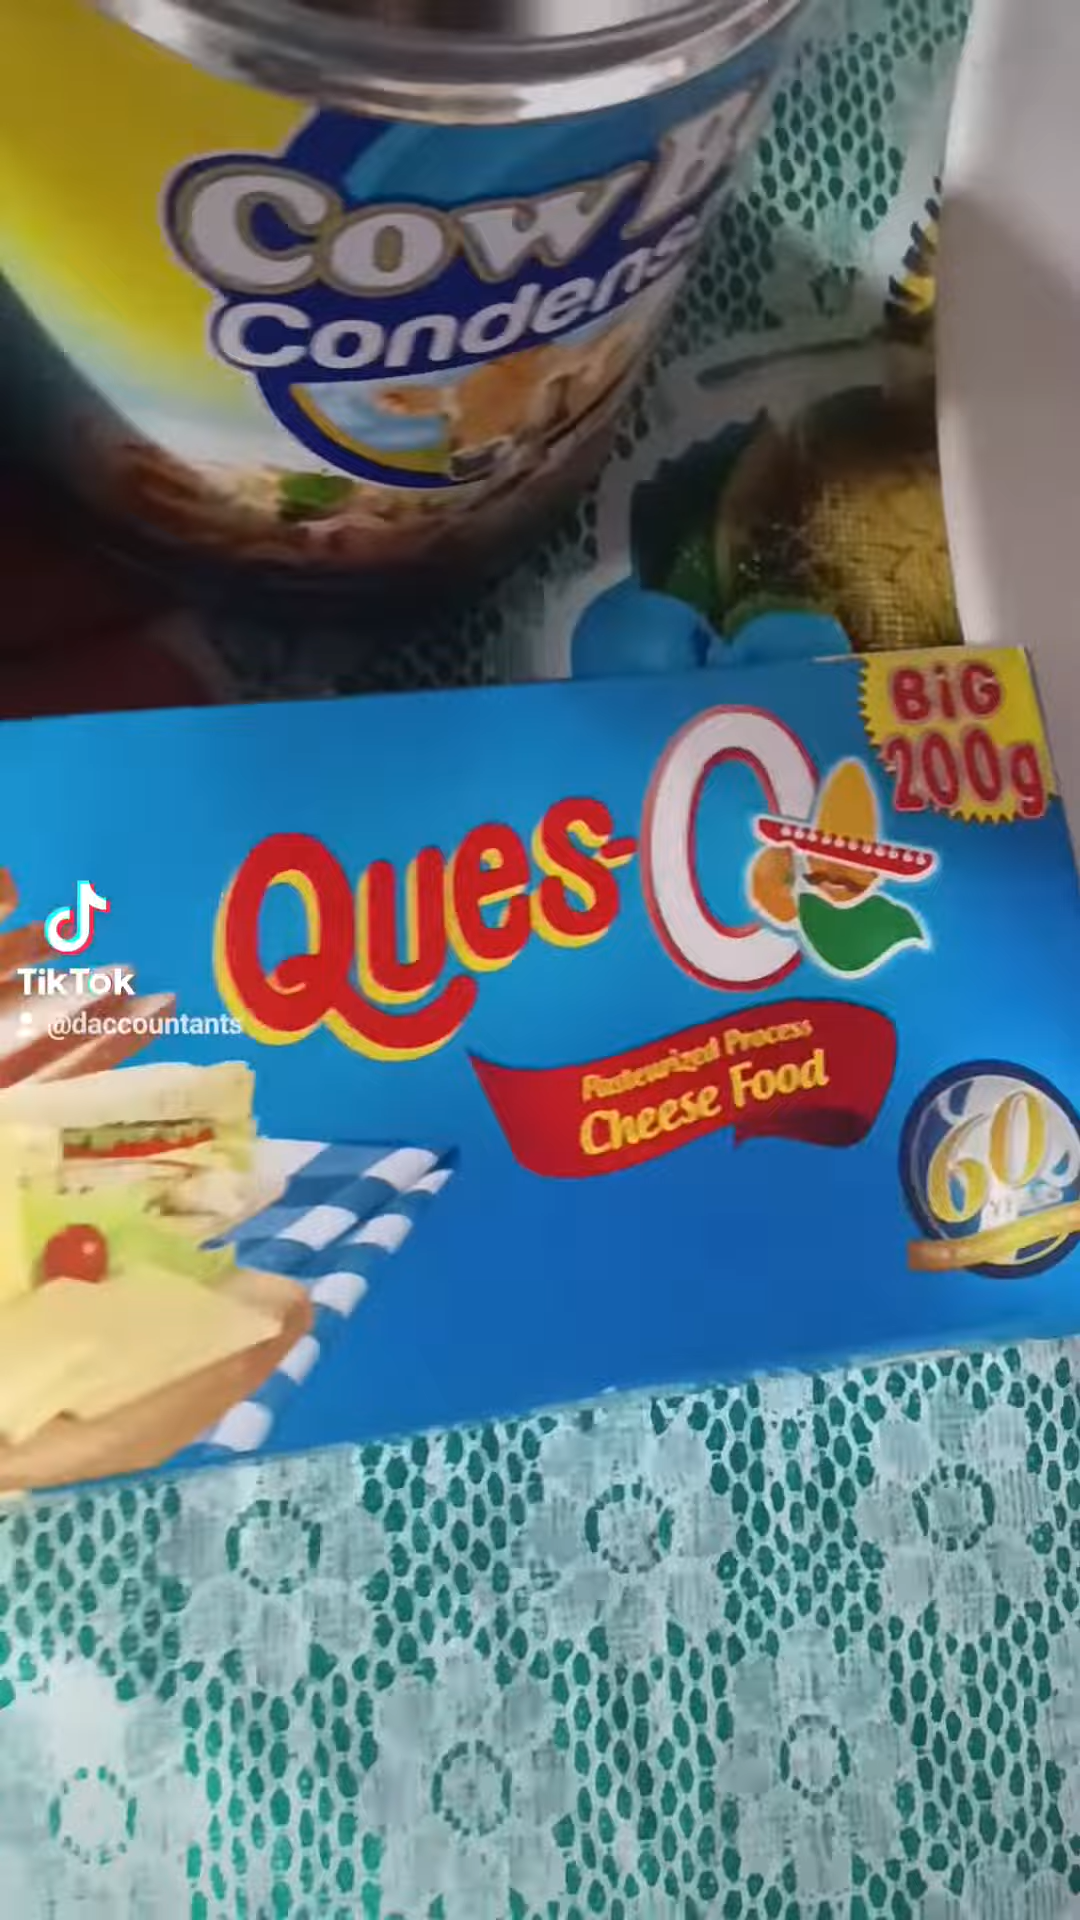 Cow B
Condens
BiG
200g
Ques-O
Pasteurized Process
Cheese Food
60
TikTok
@daccountants